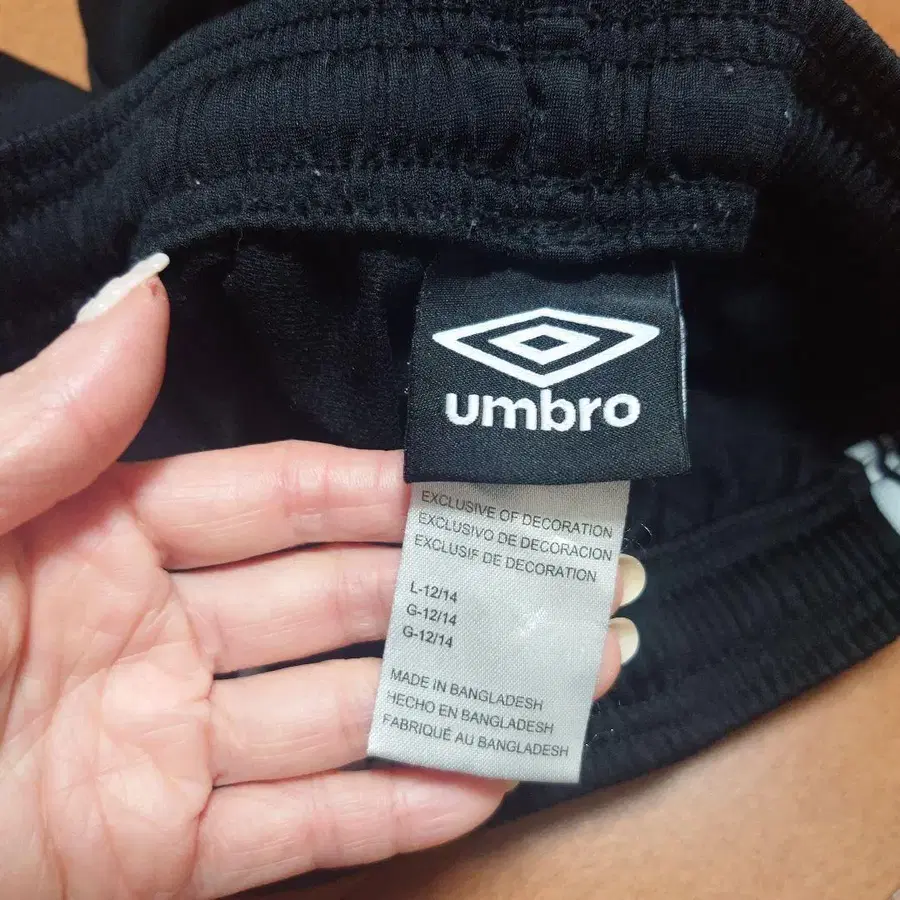 umbro
EXCLUSIVE OF DECORATION
EXCLUSIVO DE DECORACION
EXCLUSIF DE DECORATION
L-12/14
G-12/14
G-12/14
MADE IN BANGLADESH
HECHO EN BANGLADESH
FABRIQUÉ AU BANGLADESH